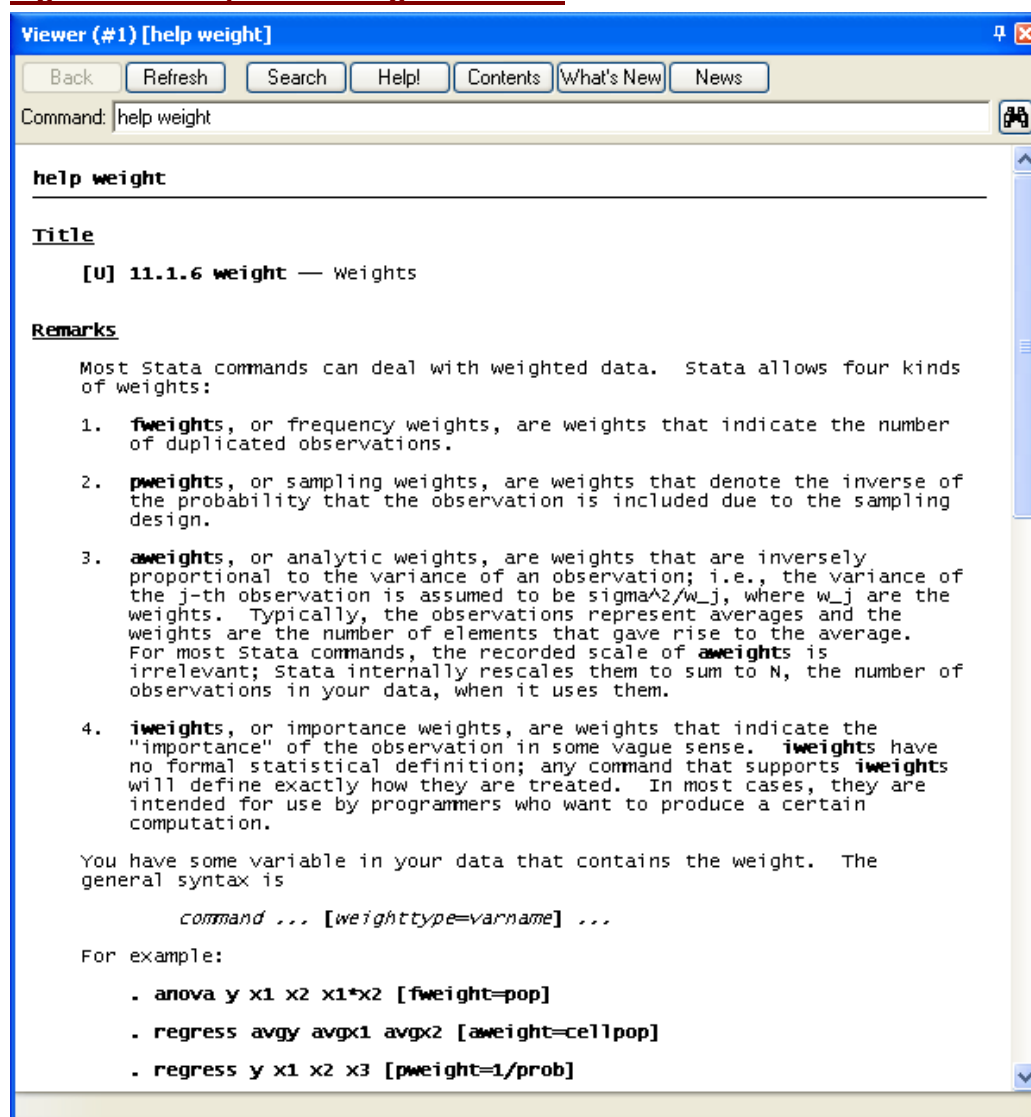 Viewer (#1) [help weight]
Back Refresh Search Help! Contents What's New News
Command: help weight
help weight
Title
[U] 11.1.6 weight — Weights
Remarks
Most Stata commands can deal with weighted data. Stata allows four kinds
of weights:
1. fweights, or frequency weights, are weights that indicate the number
of duplicated observations.
2. pweights, or sampling weights, are weights that denote the inverse of
the probability that the observation is included due to the sampling
design.
3. aweights, or analytic weights, are weights that are inversely
proportional to the variance of an observation; i.e., the variance of
the j-th observation is assumed to be sigma^2/w_j, where w_j are the
weights. Typically, the observations represent averages and the
weights are the number of elements that gave rise to the average.
For most Stata commands, the recorded scale of aweights is
irrelevant; Stata internally rescales them to sum to N, the number of
observations in your data, when it uses them.
4. iweights, or importance weights, are weights that indicate the
"importance" of the observation in some vague sense. iweights have
no formal statistical definition; any command that supports iweights
will define exactly how they are treated. In most cases, they are
intended for use by programmers who want to produce a certain
computation.
You have some variable in your data that contains the weight. The
general syntax is
command ... [weighttype=varname] ...
For example:
. anova y x1 x2 x1*x2 [fweight=pop]
. regress avgy avgx1 avgx2 [aweight=cellpop]
. regress y x1 x2 x3 [pweight=1/prob]